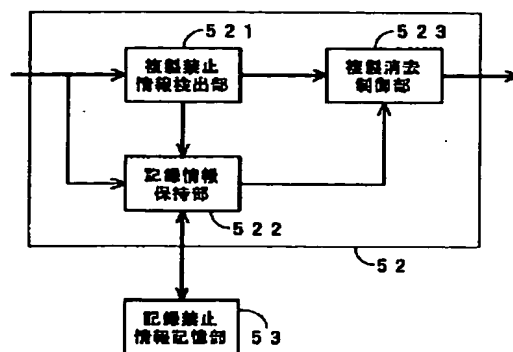 521
複製禁止
情報検出部
523
複製消去
制御部
記録情報
保持部
522
52
記録禁止
情報記憶部
53